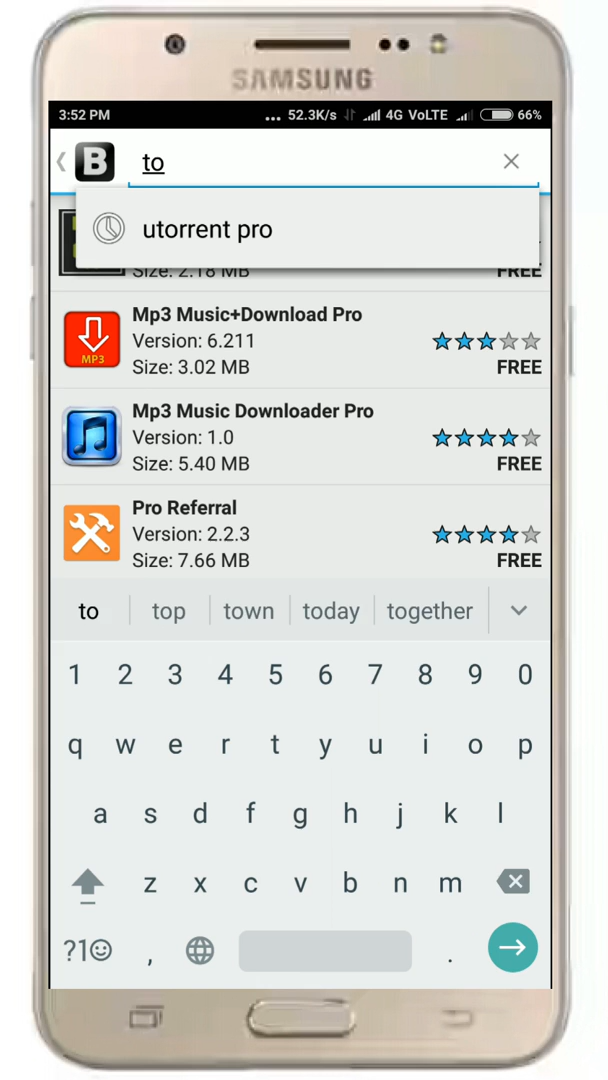 SAMSUNG
3:52 PM ... 52.3K/s 4G VoLTE 66%
B to
utorrent pro
Size: 2.18 MB FREE
Mp3 Music+Download Pro
Version: 6.211
MP3 Size: 3.02 MB FREE
Mp3 Music Downloader Pro
Version: 1.0
Size: 5.40 MB FREE
Pro Referral
Version: 2.2.3
Size: 7.66 MB FREE
to top town today together
1 2 3 4 5 6 7 8 9 0
q w e r t y u i o p
a s d f g h j k l
z x c v b n m
?1☺ , .